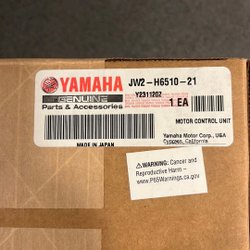 YAMAHA
GENUINE
Parts & Accessories
JW2-H6510-21
Y2311202
1 EA
MOTOR CONTROL UNIT
Yamaha Motor Corp., USA
Cypress, California
MADE IN JAPAN
WARNING: Cancer and
Reproductive Harm –
www.P65Warnings.ca.gov